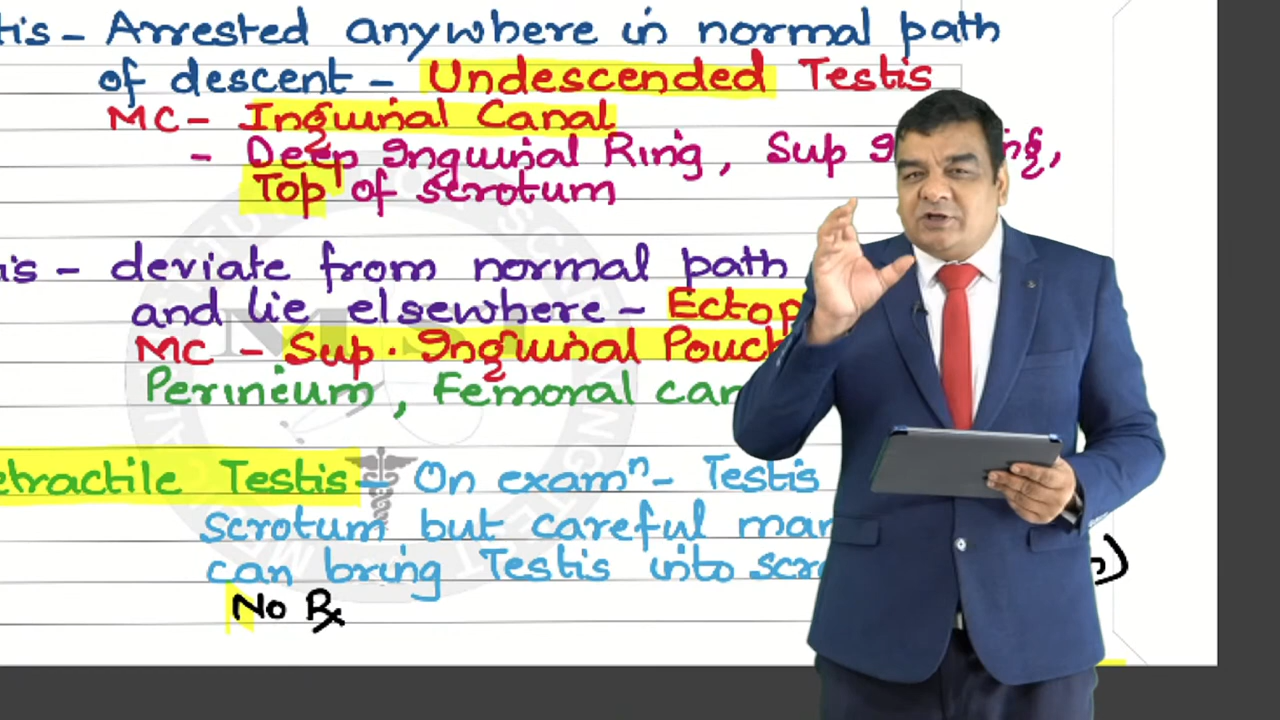 tis - Arrested anywhere in normal path
of descent - Undescended Testis
MC - Inguinal Canal
- Deep Inguinal Ring, Sup
Top of scrotum
is - deviate from normal path
and lie elsewhere - Ectop
MC - Sup. Inguinal Pouch
Perinium, Femoral can
etractile Testis - On examⁿ - Testis
scrotum but careful man
can bring Testis into scr
No Rx